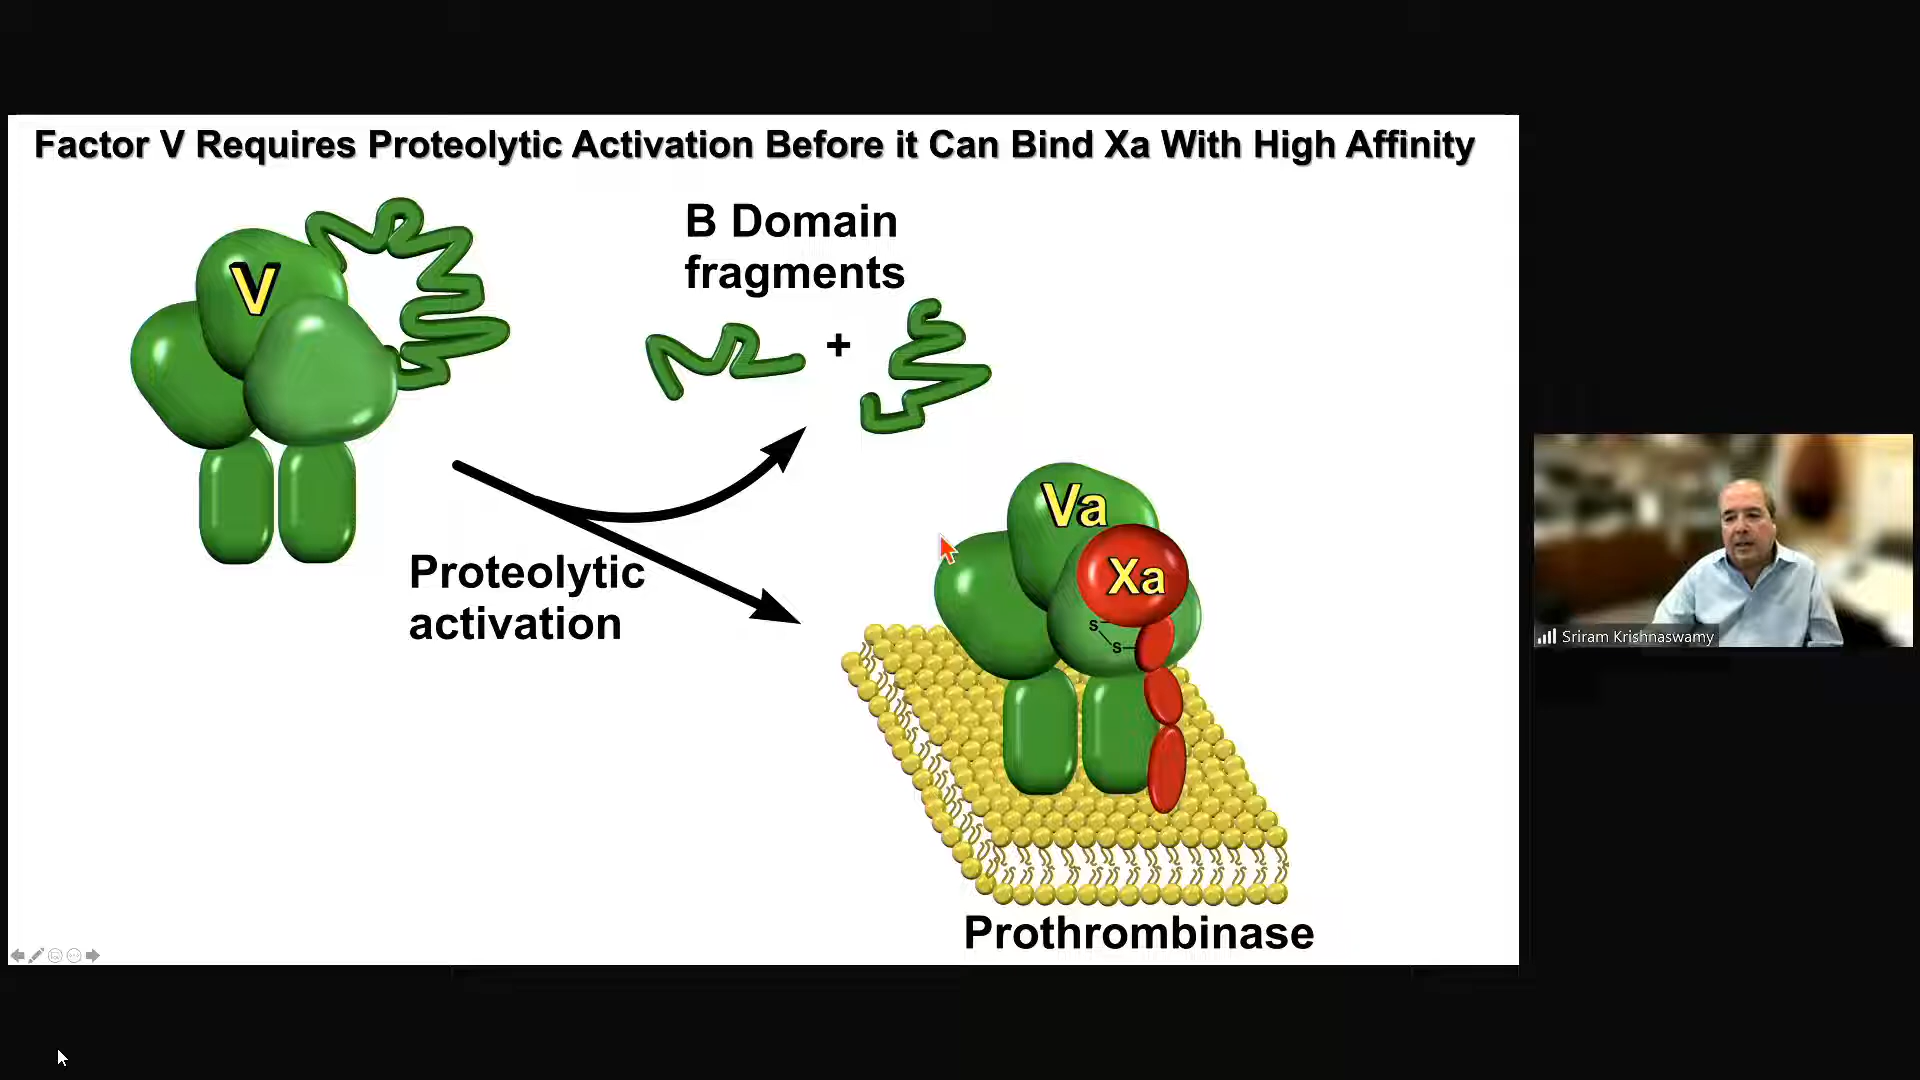 Factor V Requires Proteolytic Activation Before it Can Bind Xa With High Affinity
V
B Domain
fragments
+
Proteolytic
activation
Va
Xa
S
S
Prothrombinase
Sriram Krishnaswamy